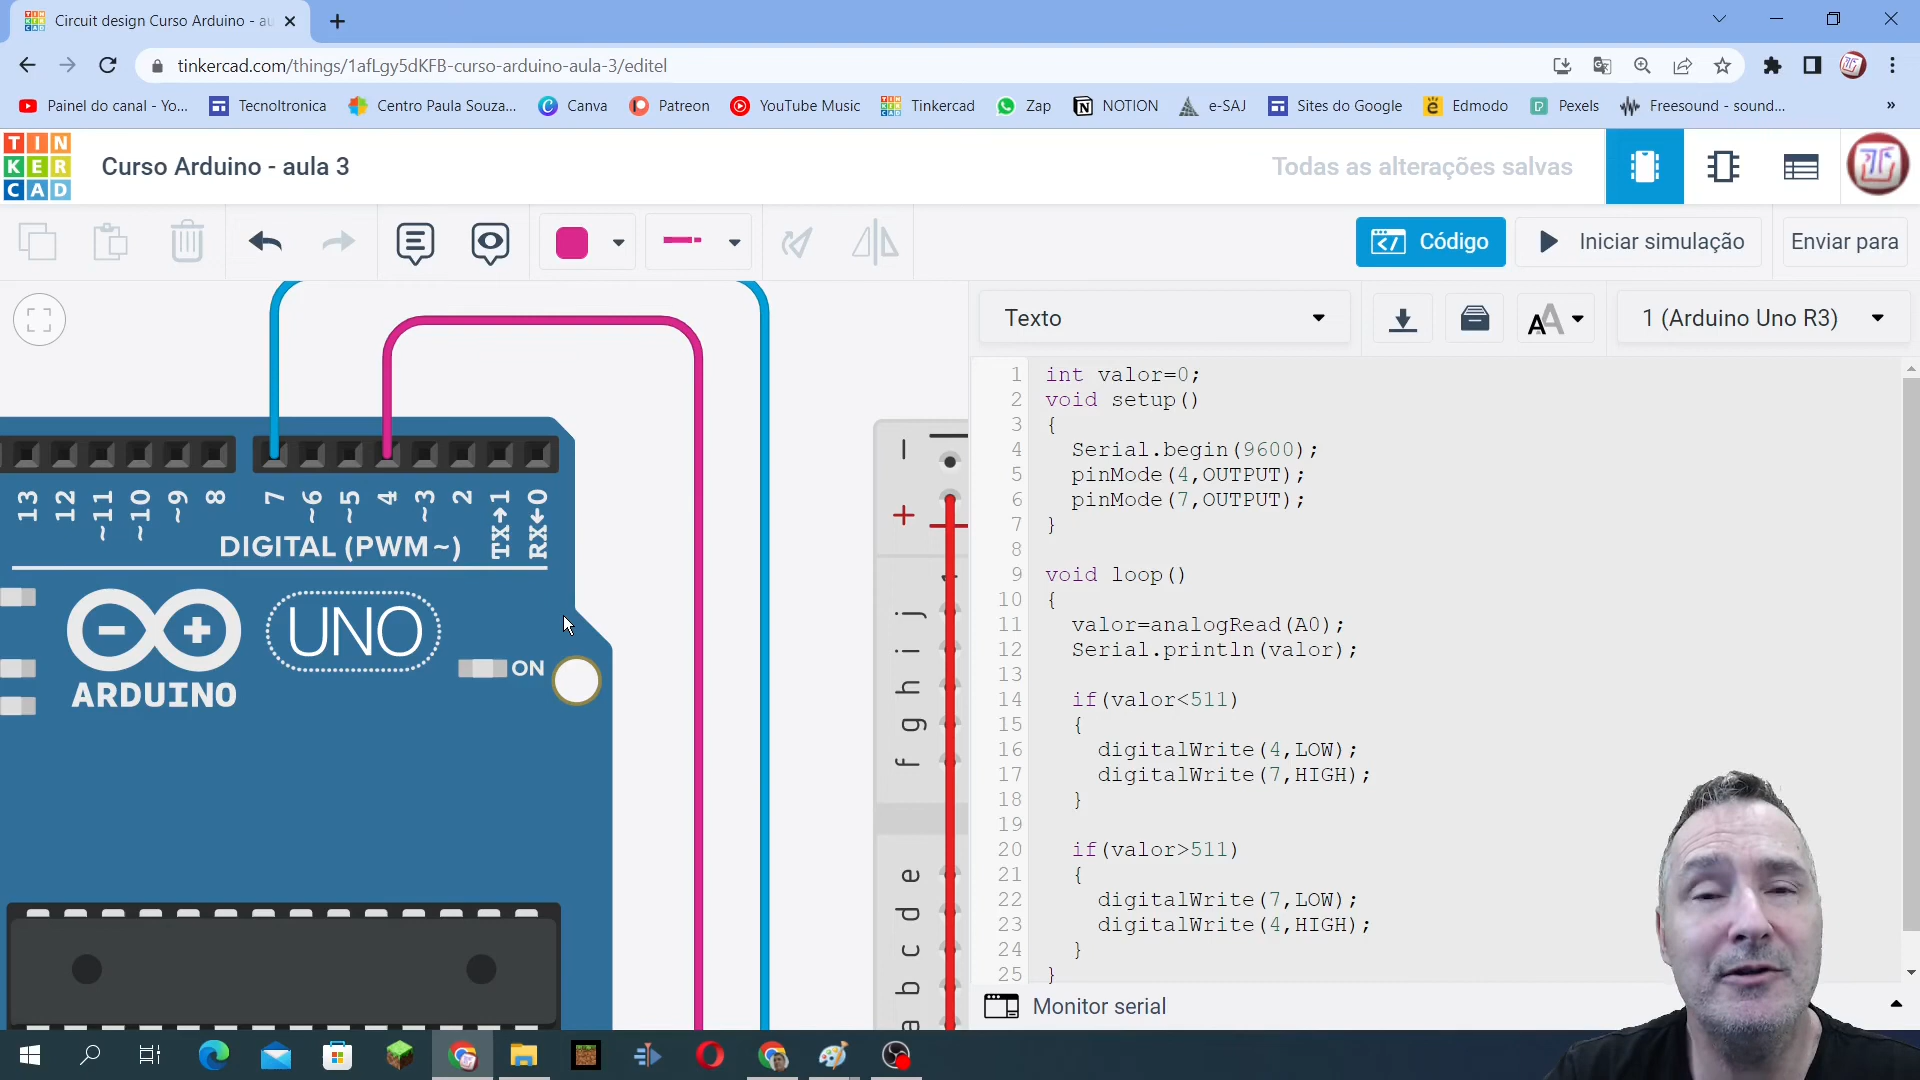 Circuit design Curso Arduino - au
tinkercad.com/things/1afLgy5dKFB-curso-arduino-aula-3/editel
Painel do canal - Yo...
Tecnoltronica
Centro Paula Souza...
Canva
Patreon
YouTube Music
Tinkercad
Zap
NOTION
e-SAJ
Sites do Google
Edmodo
Pexels
Freesound - sound...
»
TIN
KER
CAD
Curso Arduino - aula 3
Todas as alterações salvas
Código
Iniciar simulação
Enviar para
Texto
AA
1 (Arduino Uno R3)
13
12
~11
~10
~9
8
7
~6
~5
4
~3
2
TX→1
RX←0
DIGITAL (PWM ~)
UNO
ON
ARDUINO
j
i
h
g
f
e
d
c
b
a
1
1 int valor=0;
2 void setup()
3 {
4 Serial.begin(9600);
5 pinMode(4,OUTPUT);
6 pinMode(7,OUTPUT);
7 }
8
9 void loop()
10 {
11 valor=analogRead(A0);
12 Serial.println(valor);
13
14 if(valor<511)
15 {
16 digitalWrite(4,LOW);
17 digitalWrite(7,HIGH);
18 }
19
20 if(valor>511)
21 {
22 digitalWrite(7,LOW);
23 digitalWrite(4,HIGH);
24 }
25 }
Monitor serial